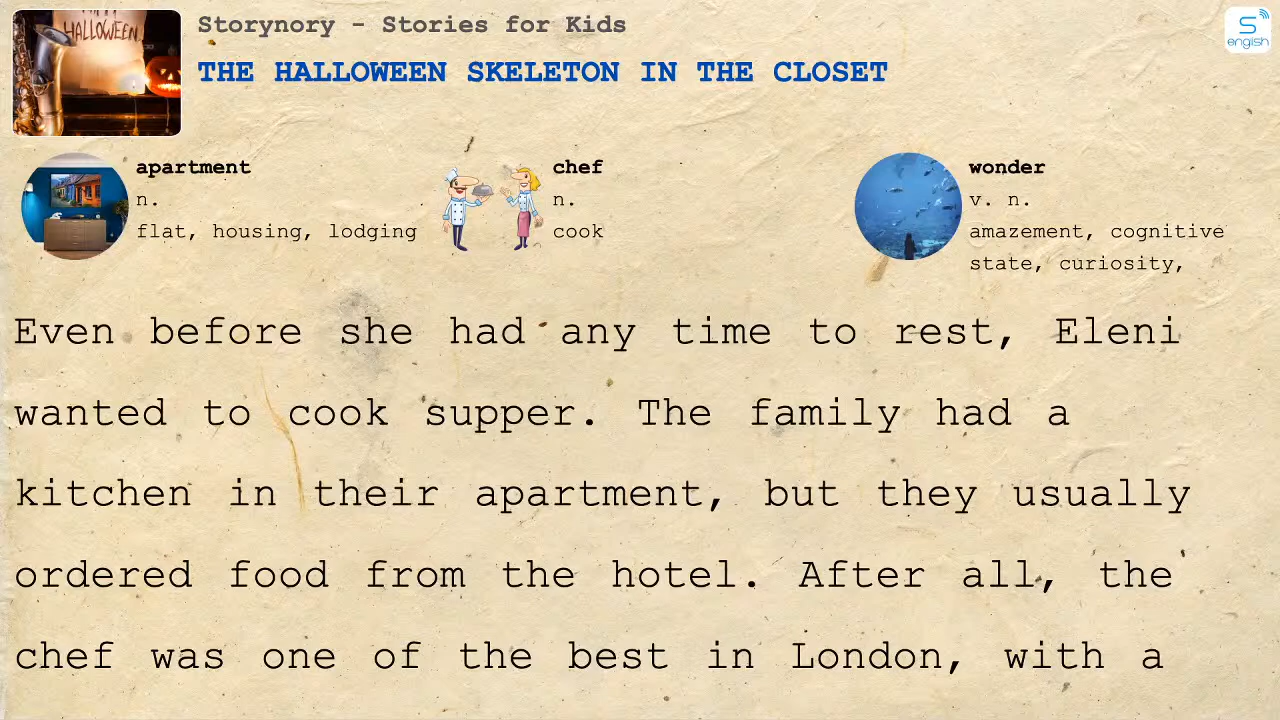 Storynory - Stories for Kids
THE HALLOWEEN SKELETON IN THE CLOSET
HALLOWEEN
S
english
apartment
n.
flat, housing, lodging
chef
n.
cook
wonder
v. n.
amazement, cognitive
state, curiosity,
Even before she had any time to rest, Eleni
wanted to cook supper. The family had a
kitchen in their apartment, but they usually
ordered food from the hotel. After all, the
chef was one of the best in London, with a